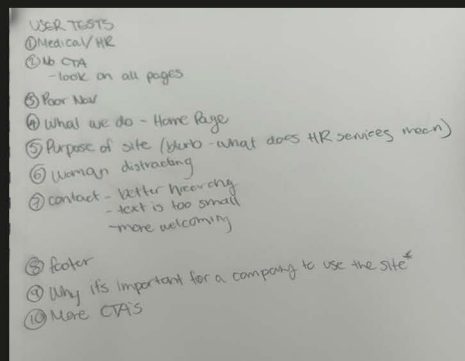 USER TESTS
① Medical/HR
② No CTA
- look on all pages
③ Poor Nav
④ What we do - Home Page
⑤ Purpose of site (blurb - what does HR services mean)
⑥ Woman distracting
⑦ contact - better hierarchy
- text is too small
- more welcoming
⑧ footer
⑨ Why it's important for a company to use the site*
⑩ More CTA's